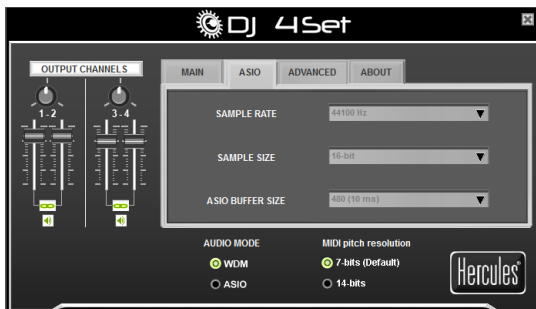 DJ 4Set
OUTPUT CHANNELS
1-2
3-4
MAIN
ASIO
ADVANCED
ABOUT
SAMPLE RATE
44100 Hz
SAMPLE SIZE
16-bit
ASIO BUFFER SIZE
480 (10 ms)
AUDIO MODE
WDM
ASIO
MIDI pitch resolution
7-bits (Default)
14-bits
Hercules